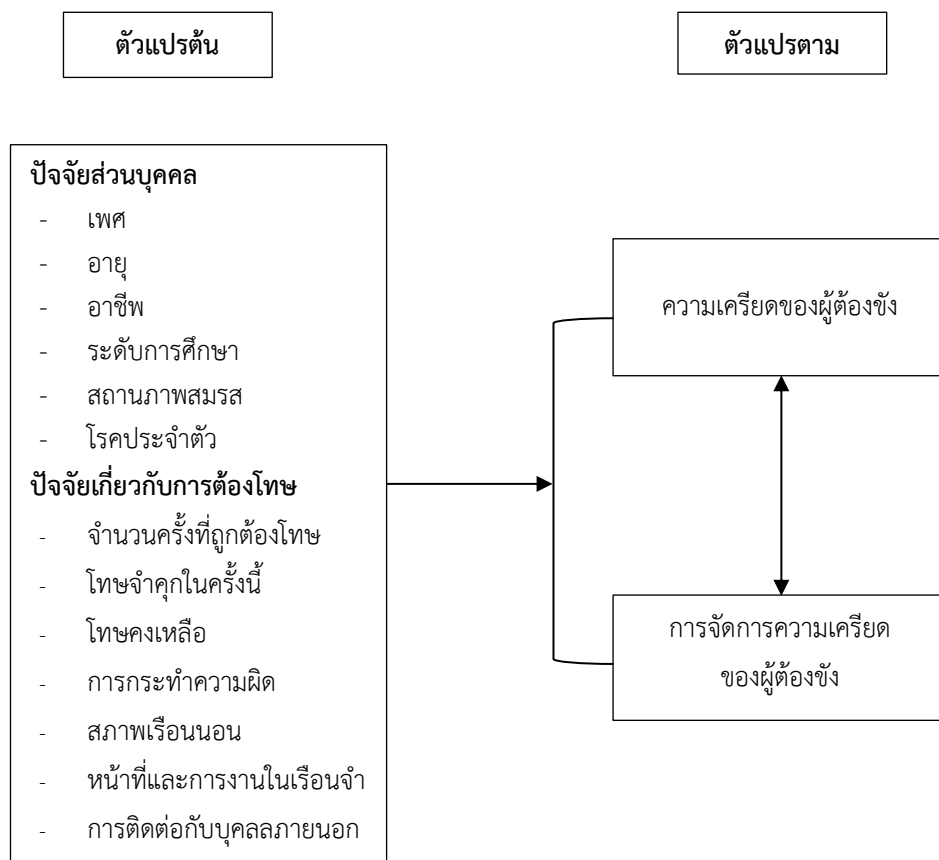 ตัวแปรต้น
ตัวแปรตาม
ปัจจัยส่วนบุคคล
- เพศ
- อายุ
- อาชีพ
- ระดับการศึกษา
- สถานภาพสมรส
- โรคประจำตัว
ปัจจัยเกี่ยวกับการต้องโทษ
- จำนวนครั้งที่ถูกต้องโทษ
- โทษจำคุกในครั้งนี้
- โทษคงเหลือ
- การกระทำความผิด
- สภาพเรือนนอน
- หน้าที่และการงานในเรือนจำ
- การติดต่อกับบุคลลภายนอก
ความเครียดของผู้ต้องขัง
การจัดการความเครียด
ของผู้ต้องขัง